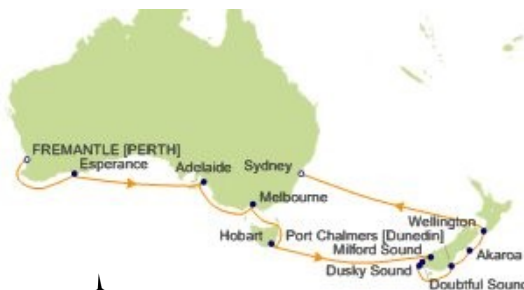 FREMANTLE [PERTH]
Esperance
Adelaide
Sydney
Melbourne
Wellington
Hobart
Port Chalmers [Dunedin]
Milford Sound
Akaroa
Dusky Sound
Doubtful Sound